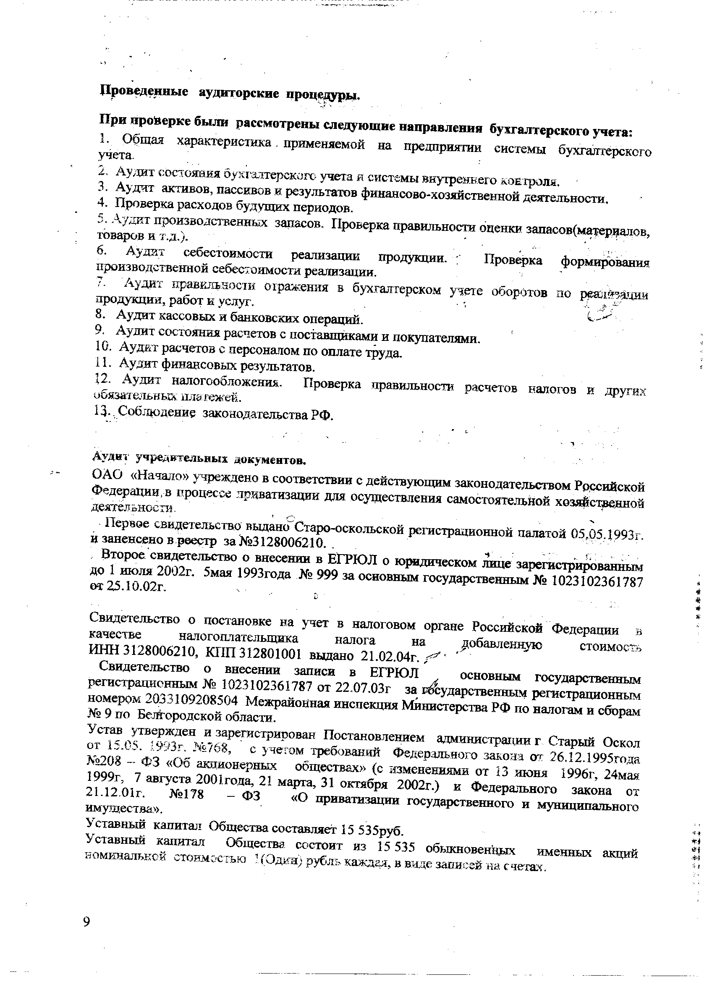 Проведенные аудиторские процедуры.
При проверке были рассмотрены следующие направления бухгалтерского учета:
1. Общая характеристика применяемой на предприятии системы бухгалтерского
учета.
2. Аудит состояния бухгалтерского учета и системы внутреннего контроля.
3. Аудит активов, пассивов и результатов финансово-хозяйственной деятельности.
4. Проверка расходов будущих периодов.
5. Аудит производственных запасов. Проверка правильности оценки запасов(материалов,
товаров и т.д.).
6. Аудит себестоимости реализации продукции. Проверка формирования
производственной себестоимости реализации.
7. Аудит правильности отражения в бухгалтерском учете оборотов по реализации
продукции, работ и услуг.
8. Аудит кассовых и банковских операций.
9. Аудит состояния расчетов с поставщиками и покупателями.
10. Аудит расчетов с персоналом по оплате труда.
11. Аудит финансовых результатов.
12. Аудит налогообложения. Проверка правильности расчетов налогов и других
обязательных платежей.
13. Соблюдение законодательства РФ.
Аудит учредительных документов.
ОАО «Начало» учреждено в соответствии с действующим законодательством Российской
Федерации, в процессе приватизации для осуществления самостоятельной хозяйственной
деятельности.
Первое свидетельство выдано Старо-оскольской регистрационной палатой 05.05.1993г.
и заненсено в реестр за №3128006210.
Второе свидетельство о внесении в ЕГРЮЛ о юридическом лице зарегистрированным
до 1 июля 2002г. 5мая 1993года № 999 за основным государственным № 1023102361787
от 25.10.02г.
Свидетельство о постановке на учет в налоговом органе Российской Федерации в
качестве налогоплательщика налога на добавленную стоимость
ИНН 3128006210, КПП 312801001 выдано 21.02.04г.
Свидетельство о внесении записи в ЕГРЮЛ основным государственным
регистрационным № 1023102361787 от 22.07.03г за государственным регистрационным
номером 2033109208504 Межрайонная инспекция Министерства РФ по налогам и сборам
№ 9 по Белгородской области.
Устав утвержден и зарегистрирован Постановлением администрации г Старый Оскол
от 15.05. 1993г. №768, с учетом требований Федерального закона от 26.12.1995года
№208 – ФЗ «Об акционерных обществах» (с изменениями от 13 июня 1996г, 24мая
1999г, 7 августа 2001года, 21 марта, 31 октября 2002г.) и Федерального закона от
21.12.01г. №178 – ФЗ «О приватизации государственного и муниципального
имущества».
Уставный капитал Общества составляет 15 535руб.
Уставный капитал Общества состоит из 15 535 обыкновенных именных акций
номинальной стоимостью 1(Один) рубль каждая, в виде записей на счетах.
9